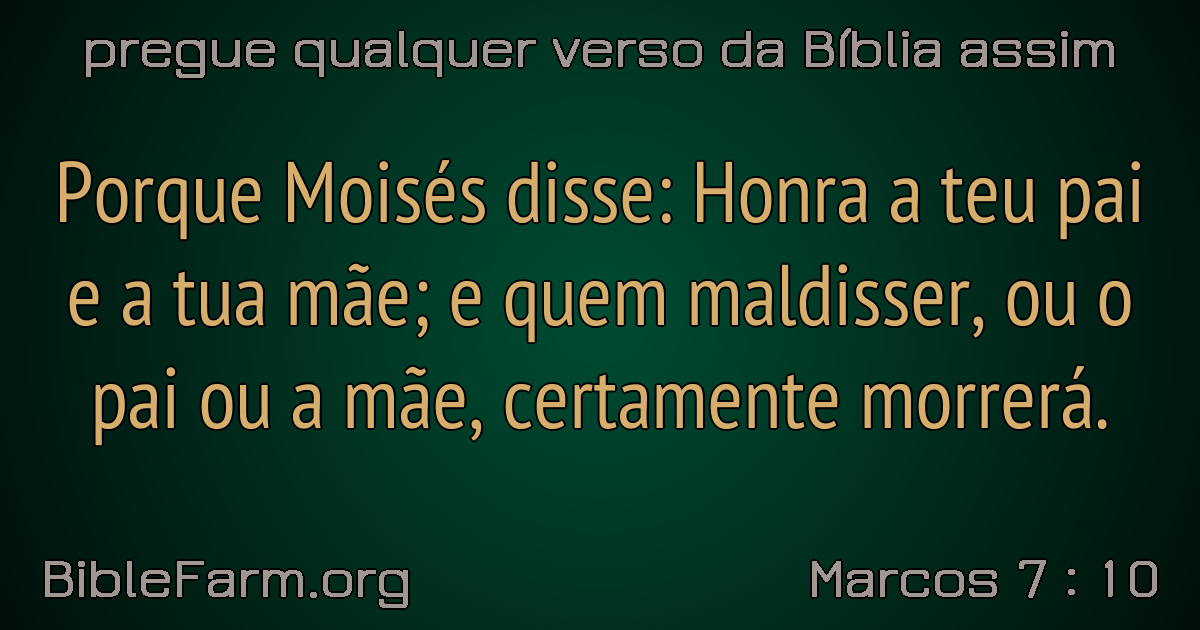 pregue qualquer verso da Bíblia assim
Porque Moisés disse: Honra a teu pai
e a tua mãe; e quem maldisser, ou o
pai ou a mãe, certamente morrerá.
BibleFarm.org
Marcos 7 : 10